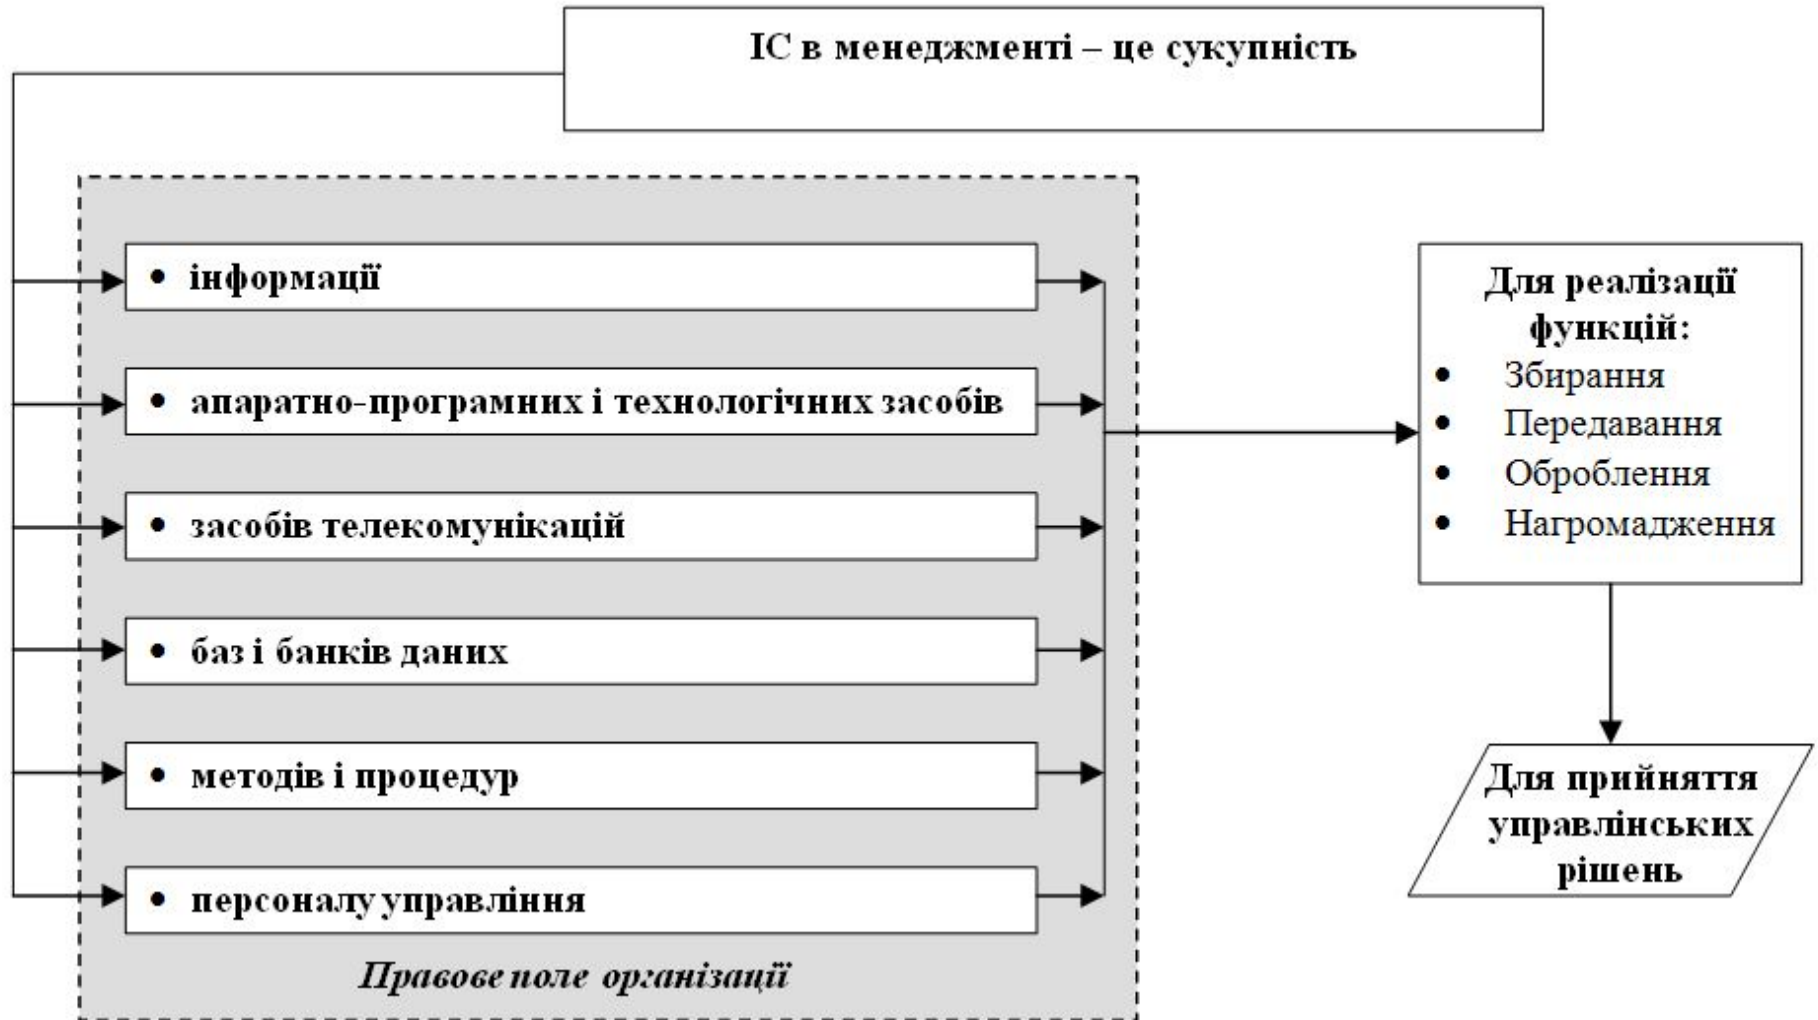 ІС в менеджменті – це сукупність
• інформації
• апаратно-програмних і технологічних засобів
• засобів телекомунікацій
• баз і банків даних
• методів і процедур
• персоналу управління
Правове поле організації
Для реалізації
функцій:
• Збирання
• Передавання
• Оброблення
• Нагромадження
Для прийняття
управлінських
рішень